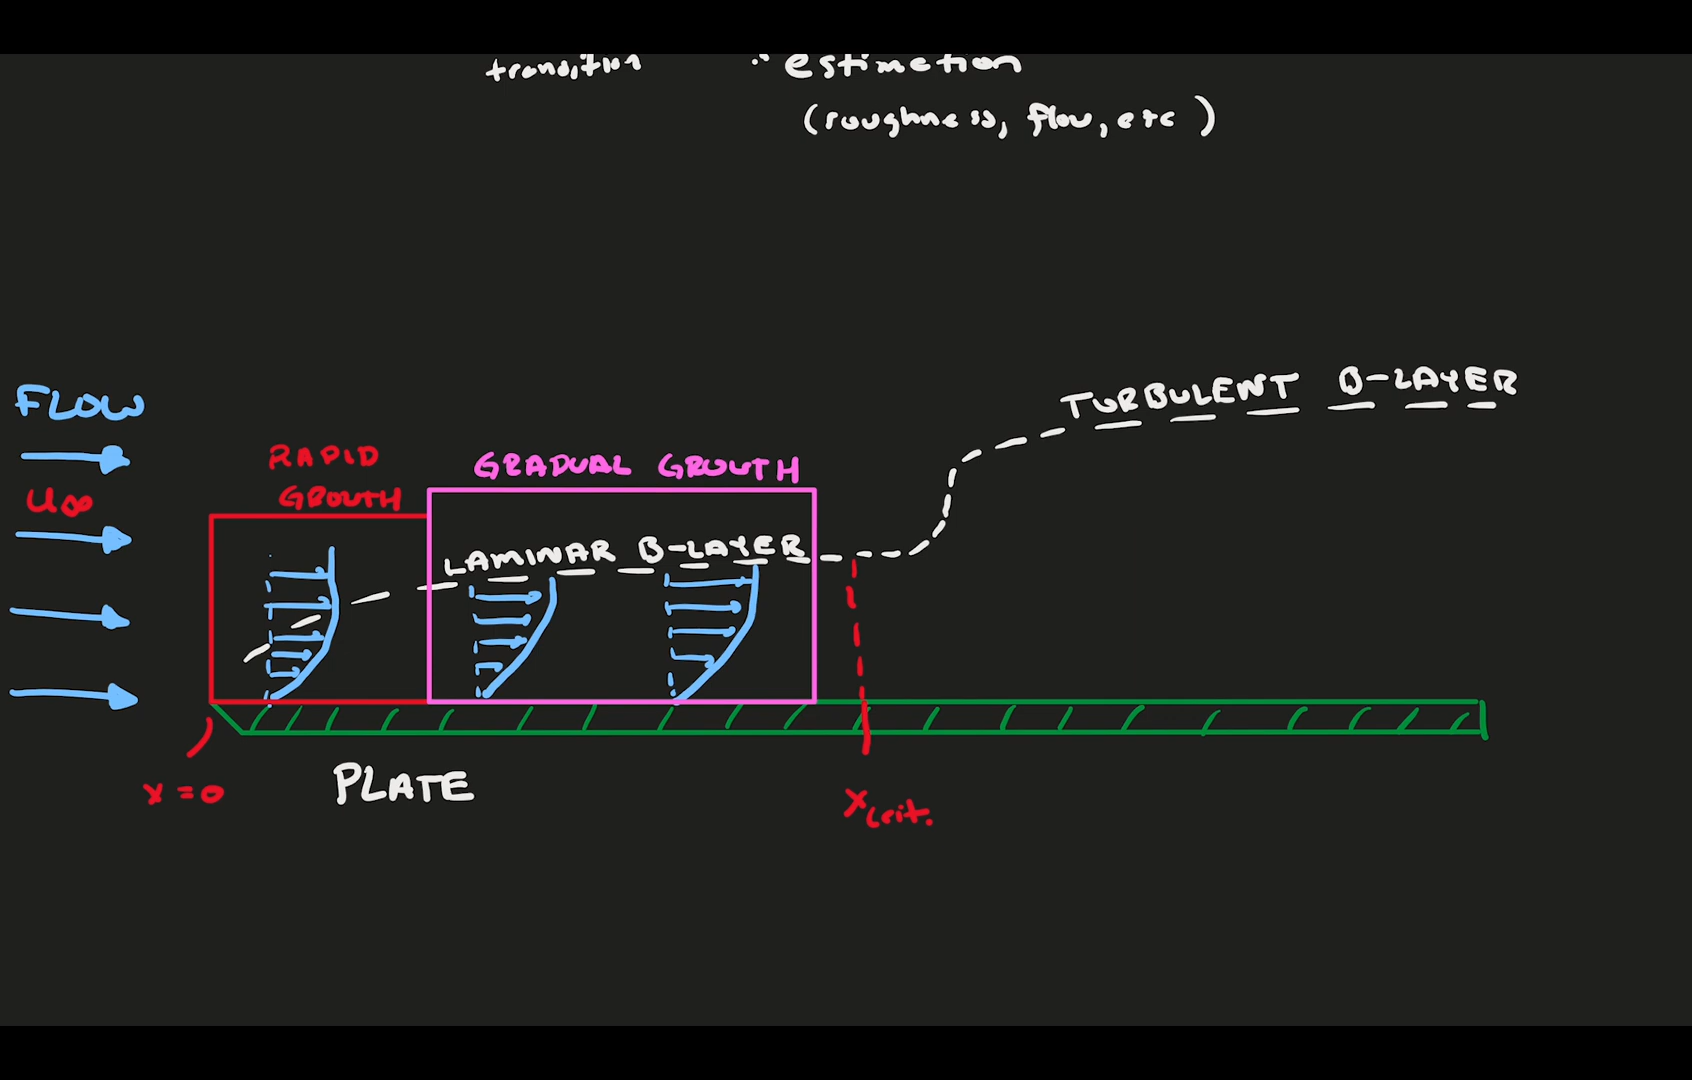 transition ∴ estimation
(roughness, flow, etc)
FLOW
U∞
RAPID
GROWTH
GRADUAL GROWTH
LAMINAR B-LAYER
TURBULENT B-LAYER
x=0
PLATE
Xcrit.